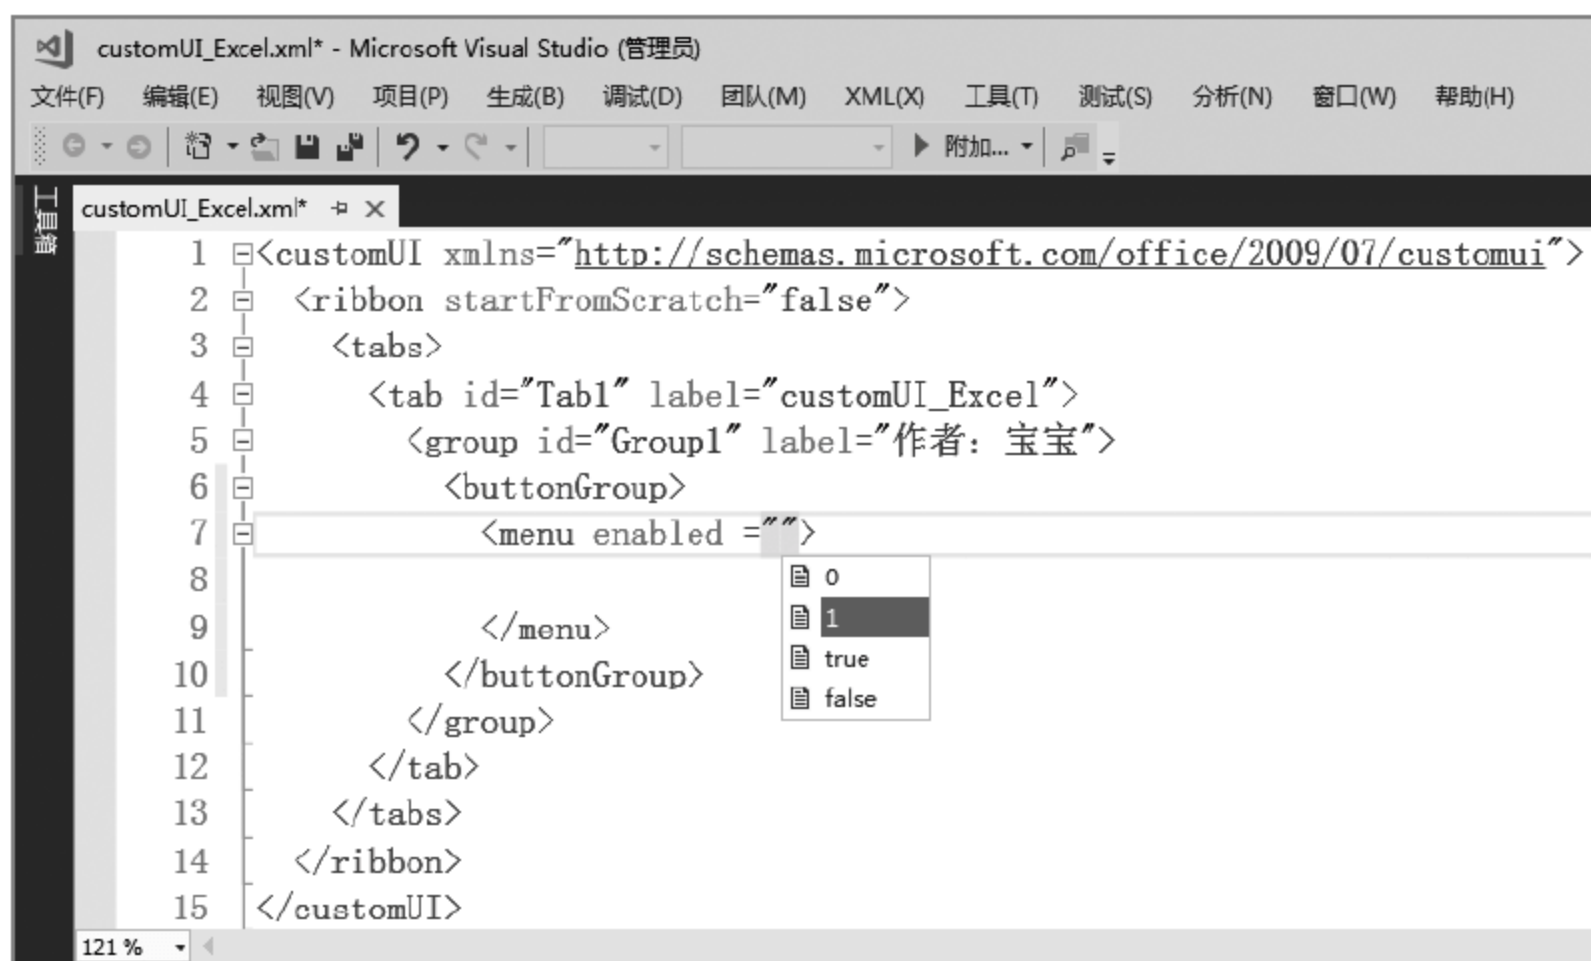 customUI_Excel.xml* - Microsoft Visual Studio (管理员)
文件(F) 编辑(E) 视图(V) 项目(P) 生成(B) 调试(D) 团队(M) XML(X) 工具(T) 测试(S) 分析(N) 窗口(W) 帮助(H)
附加...
工具箱
customUI_Excel.xml*
1 <customUI xmlns="http://schemas.microsoft.com/office/2009/07/customui">
2 <ribbon startFromScratch="false">
3 <tabs>
4 <tab id="Tab1" label="customUI_Excel">
5 <group id="Group1" label="作者: 宝宝">
6 <buttonGroup>
7 <menu enabled ="">
8
0
1
true
false
9 </menu>
10 </buttonGroup>
11 </group>
12 </tab>
13 </tabs>
14 </ribbon>
15 </customUI>
121 %